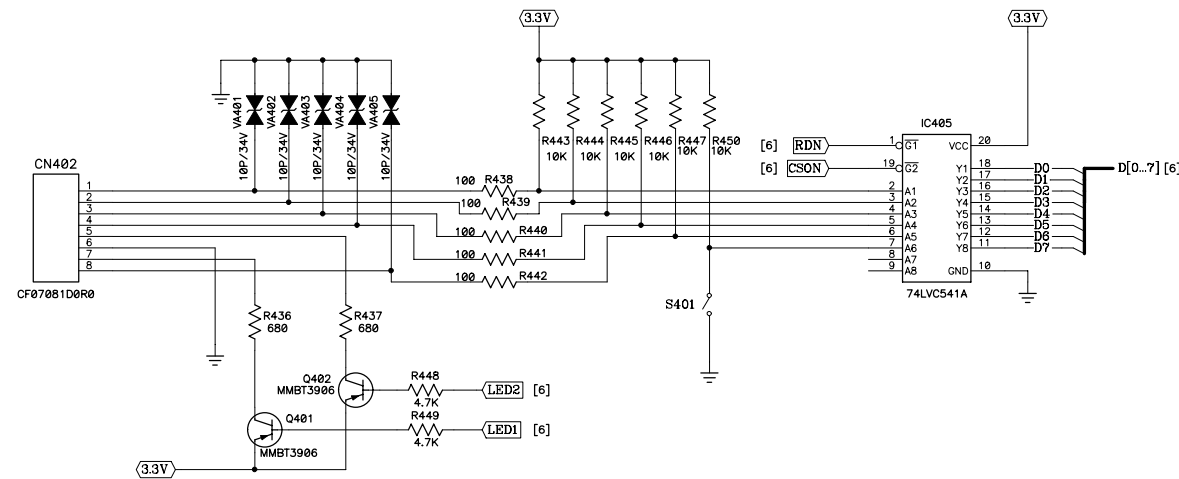 3.3V
3.3V
VA401
VA402
VA403
VA404
VA405
10P/34V
10P/34V
10P/34V
10P/34V
10P/34V
R443
R444
R445
R446
R447
R450
10K
10K
10K
10K
10K
10K
IC405
[6] RDN 1 G1 VCC 20
[6] CSON 19 G2 Y1 18 D0 D[0...7] [6]
Y2 17 D1
2 A1 Y3 16 D2
3 A2 Y4 15 D3
4 A3 Y5 14 D4
5 A4 Y6 13 D5
6 A5 Y7 12 D6
7 A6 Y8 11 D7
8 A7
9 A8 GND 10
74LVC541A
CN402
1
2
3
4
5
6
7
8
CF07081D0R0
100 R438
100 R439
100 R440
100 R441
100 R442
S401
R436
680
R437
680
Q402
MMBT3906
R448
4.7K
LED2 [6]
Q401
MMBT3906
R449
4.7K
LED1 [6]
3.3V